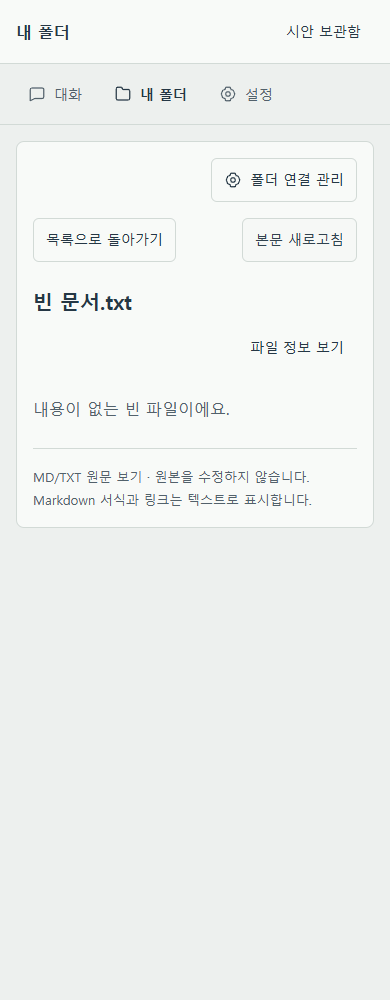 내 폴더
시안 보관함
대화
내 폴더
설정
폴더 연결 관리
목록으로 돌아가기
본문 새로고침
빈 문서.txt
파일 정보 보기
내용이 없는 빈 파일이에요.
MD/TXT 원문 보기 · 원본을 수정하지 않습니다.
Markdown 서식과 링크는 텍스트로 표시합니다.